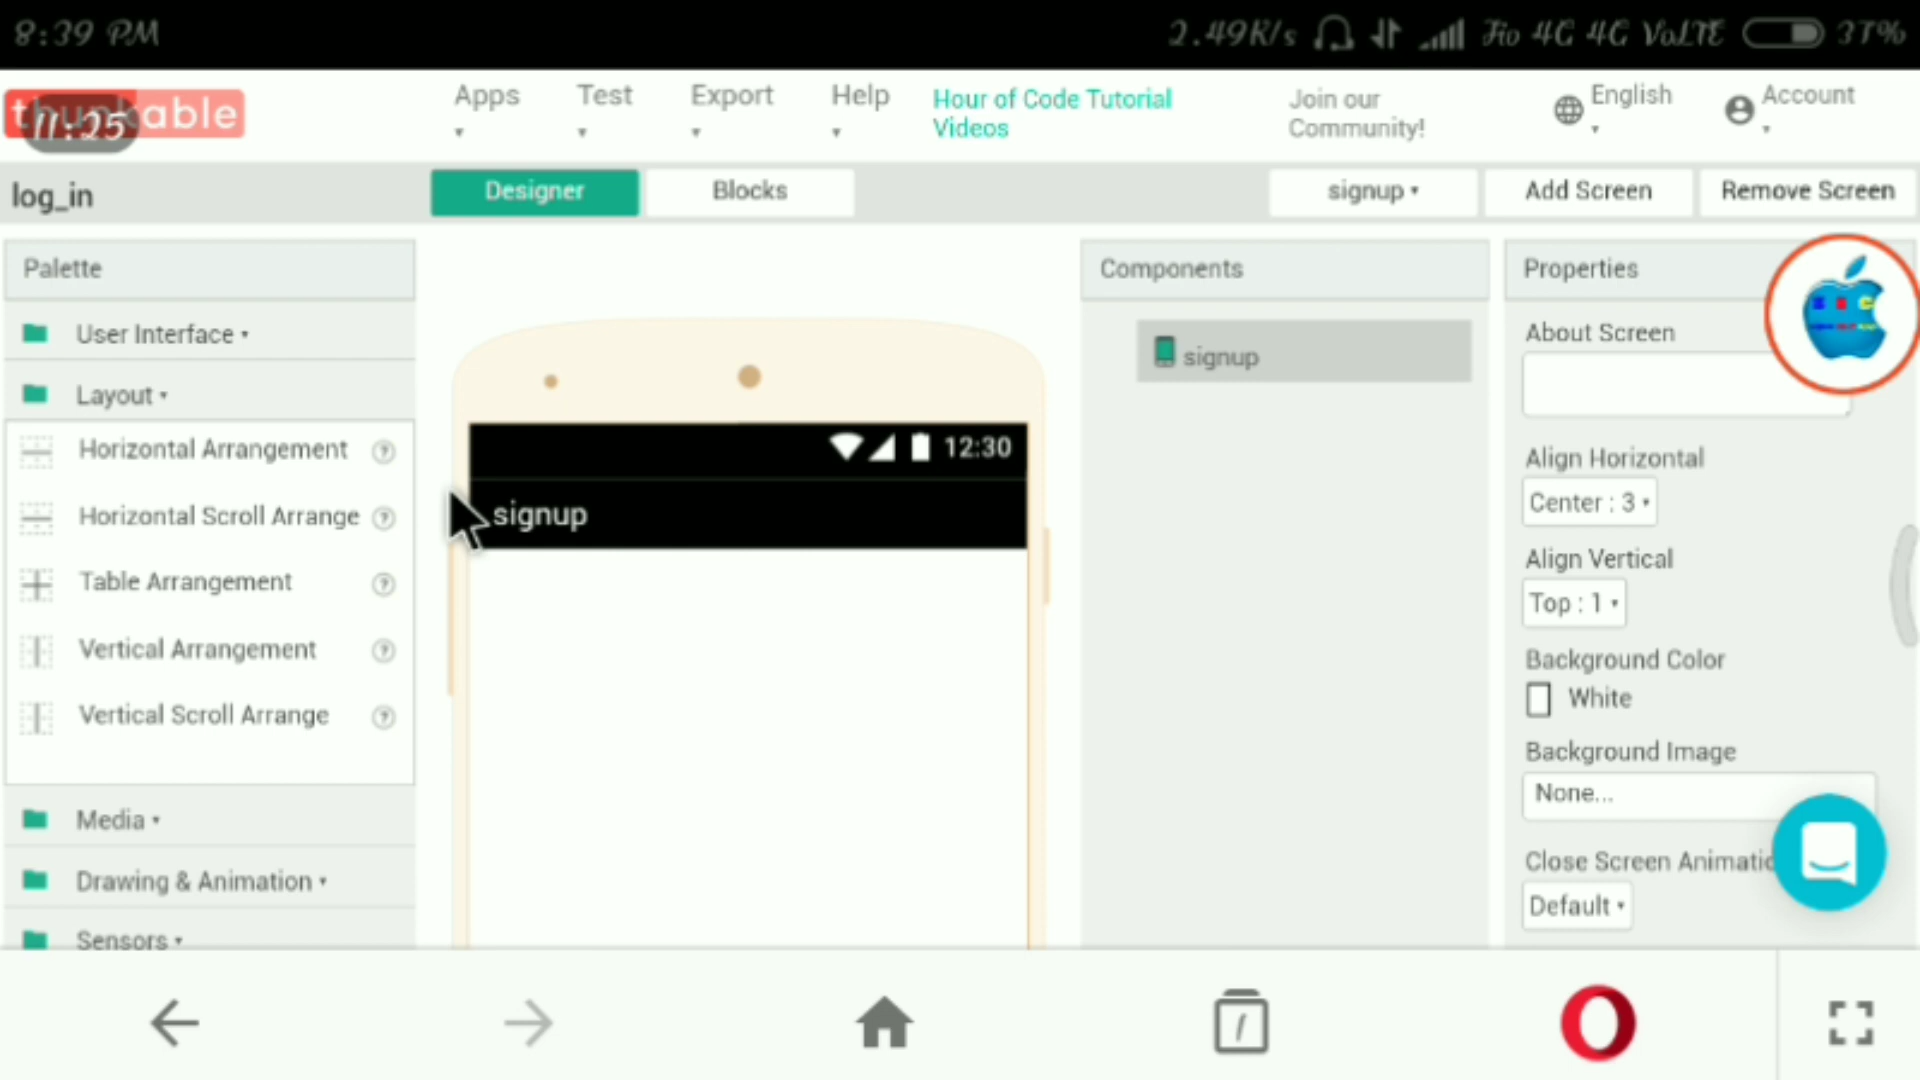 8:39 PM
2.49K/s Jio 4G 4G VoLTE 37%
thunkable
11:25
Apps
Test
Export
Help
Hour of Code Tutorial
Videos
Join our
Community!
English
Account
log_in
Designer
Blocks
signup
Add Screen
Remove Screen
Palette
User Interface
Layout
Horizontal Arrangement
Horizontal Scroll Arrange
Table Arrangement
Vertical Arrangement
Vertical Scroll Arrange
Media
Drawing & Animation
Sensors
12:30
signup
Components
signup
Properties
About Screen
Align Horizontal
Center : 3
Align Vertical
Top : 1
Background Color
White
Background Image
None...
Close Screen Animatio
Default